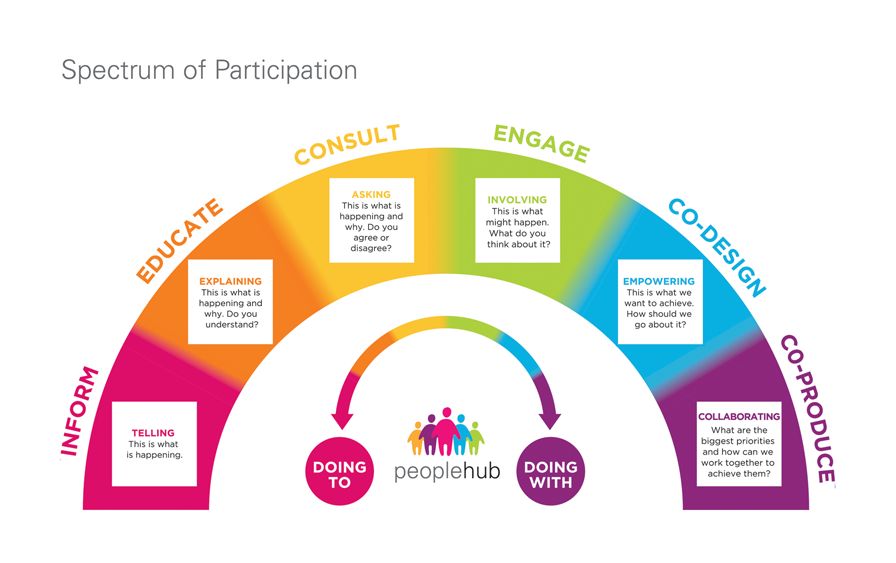 Spectrum of Participation
INFORM
TELLING
This is what
is happening.
EDUCATE
EXPLAINING
This is what is
happening and
why. Do you
understand?
CONSULT
ASKING
This is what is
happening and
why. Do you
agree or
disagree?
ENGAGE
INVOLVING
This is what
might happen.
What do you
think about it?
CO-DESIGN
EMPOWERING
This is what we
want to achieve.
How should we
go about it?
CO-PRODUCE
COLLABORATING
What are the
biggest priorities
and how can we
work together to
achieve them?
DOING
TO
peoplehub
DOING
WITH